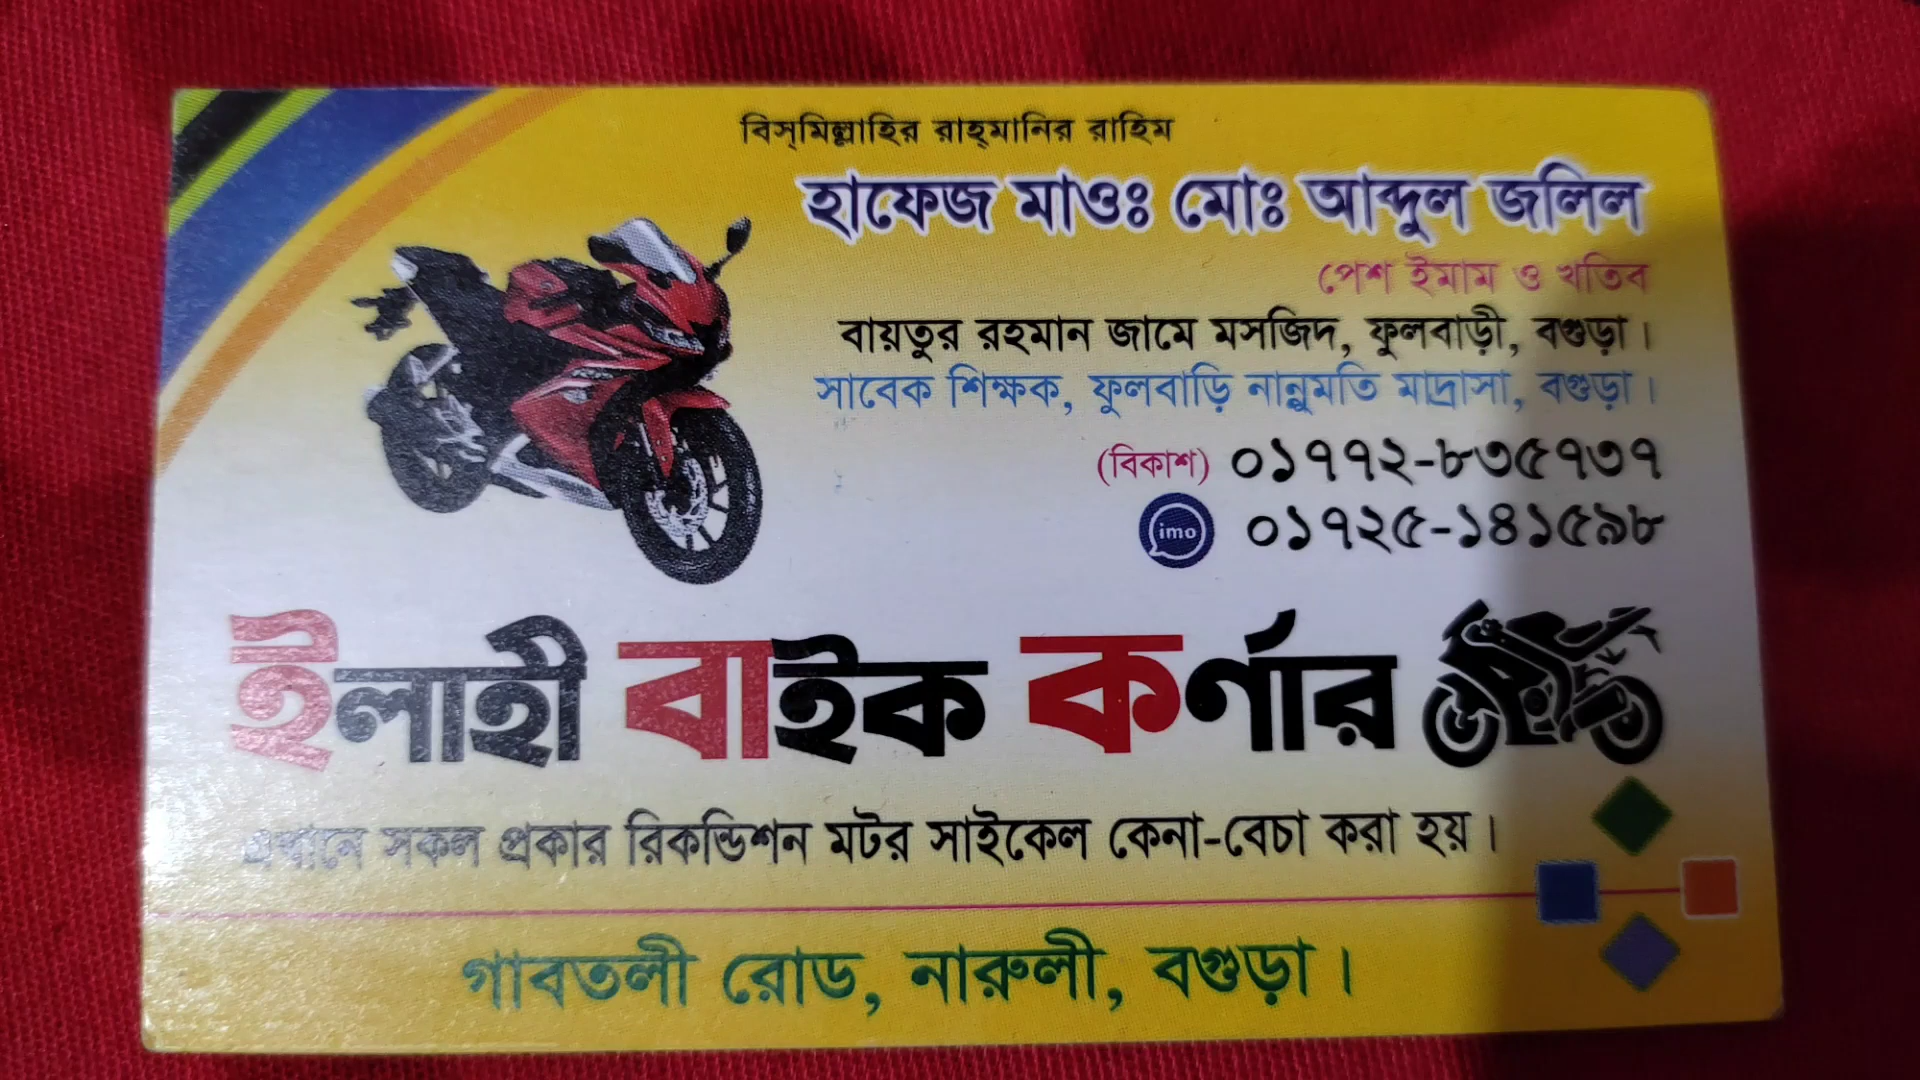 বিস্‌মিল্লাহির রাহ্‌মানির রাহিম
হাফেজ মাওঃ মোঃ আব্দুল জলিল
পেশ ইমাম ও খতিব
বায়তুর রহমান জামে মসজিদ, ফুলবাড়ী, বগুড়া।
সাবেক শিক্ষক, ফুলবাড়ি নান্নুমতি মাদ্রাসা, বগুড়া।
(বিকাশ) ০১৭৭২-৮৩৫৭৩৭
imo ০১৭২৫-১৪১৫৯৮
ইলাহী বাইক কর্ণার
এখানে সকল প্রকার রিকন্ডিশন মটর সাইকেল কেনা-বেচা করা হয়।
গাবতলী রোড, নারুলী, বগুড়া।